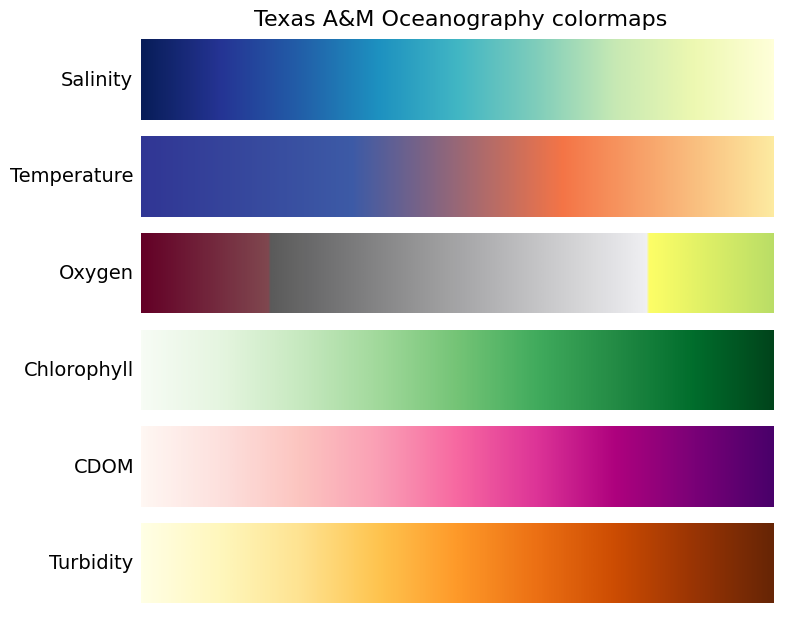 Texas A&M Oceanography colormaps
Salinity
Temperature
Oxygen
Chlorophyll
CDOM
Turbidity